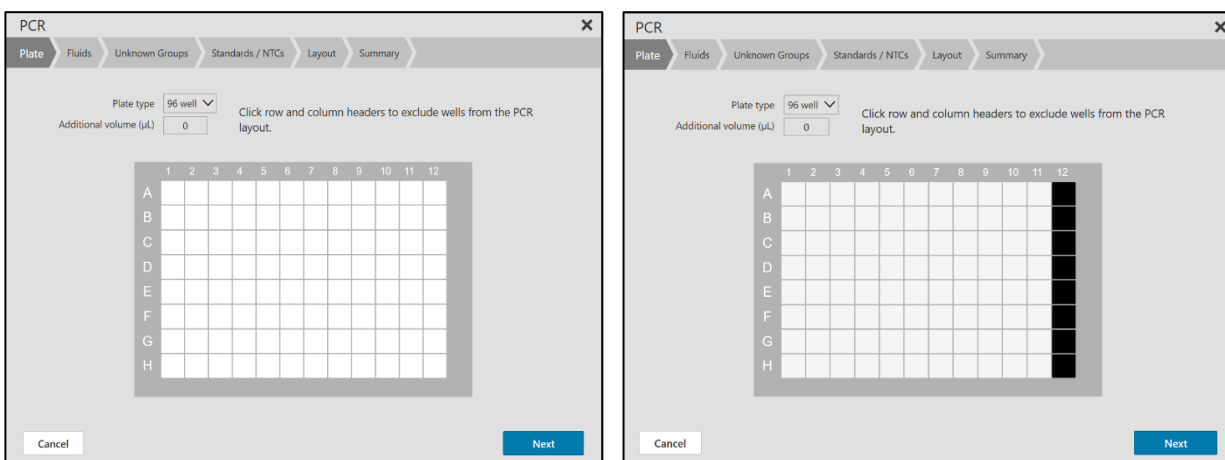 PCR
Plate Fluids Unknown Groups Standards / NTCs Layout Summary
Plate type 96 well
Additional volume (µL) 0
Click row and column headers to exclude wells from the PCR
layout.
1 2 3 4 5 6 7 8 9 10 11 12
A
B
C
D
E
F
G
H
Cancel Next
PCR
Plate Fluids Unknown Groups Standards / NTCs Layout Summary
Plate type 96 well
Additional volume (µL) 0
Click row and column headers to exclude wells from the PCR
layout.
1 2 3 4 5 6 7 8 9 10 11 12
A
B
C
D
E
F
G
H
Cancel Next